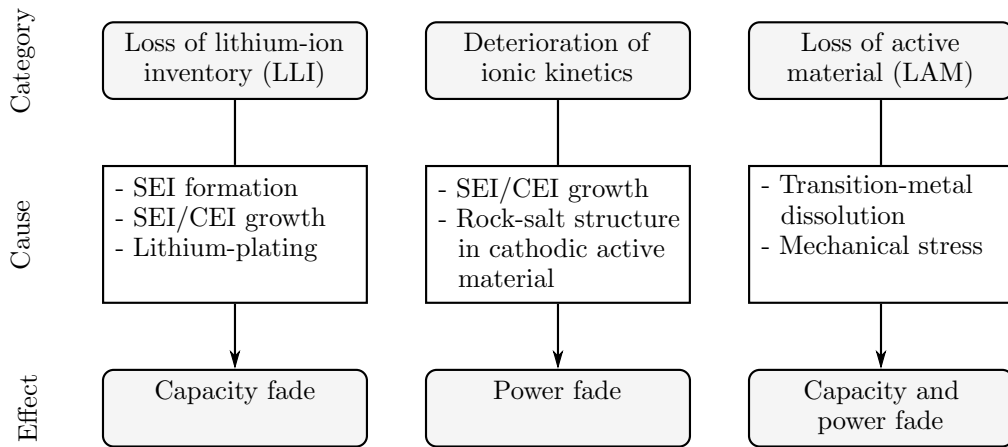 Category
Loss of lithium-ion
inventory (LLI)
Deterioration of
ionic kinetics
Loss of active
material (LAM)
Cause
- SEI formation
- SEI/CEI growth
- Lithium-plating
- SEI/CEI growth
- Rock-salt structure
in cathodic active
material
- Transition-metal
dissolution
- Mechanical stress
Effect
Capacity fade
Power fade
Capacity and
power fade